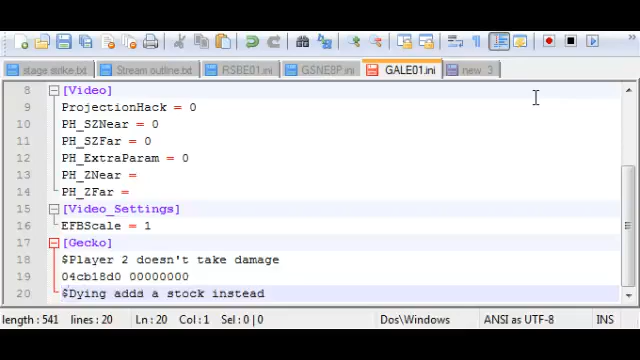 stage strike.txt
Stream outline.txt
RSBE01.ini
GSNE8P.ini
GALE01.ini
new 3
8 [Video]
9 ProjectionHack = 0
10 PH_SZNear = 0
11 PH_SZFar = 0
12 PH_ExtraParam = 0
13 PH_ZNear =
14 PH_ZFar =
15 [Video_Settings]
16 EFBScale = 1
17 [Gecko]
18 $Player 2 doesn't take damage
19 04cb18d0 00000000
20 $Dying adds a stock instead
length : 541 lines : 20 Ln : 20 Col : 1 Sel : 0 | 0 Dos\Windows ANSI as UTF-8 INS